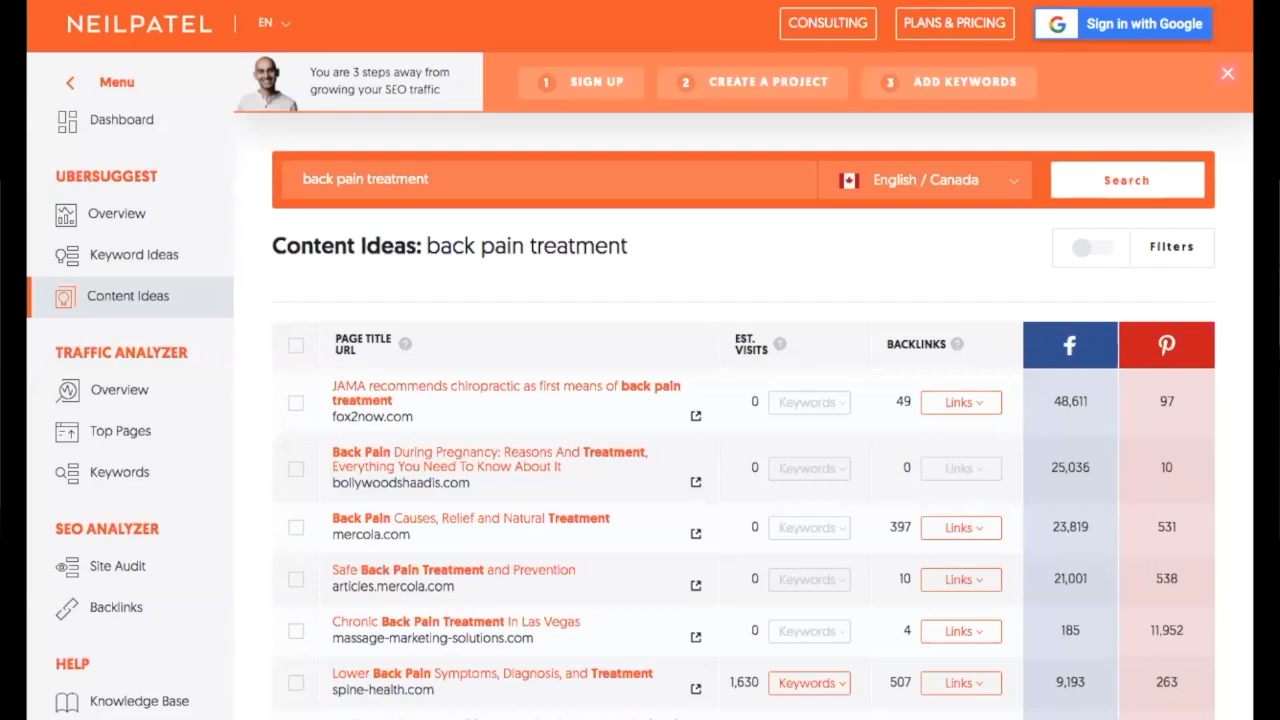 NEILPATEL
EN
CONSULTING
PLANS & PRICING
Sign in with Google
Menu
You are 3 steps away from
growing your SEO traffic
1 SIGN UP
2 CREATE A PROJECT
3 ADD KEYWORDS
Dashboard
UBERSUGGEST
Overview
Keyword Ideas
Content Ideas
TRAFFIC ANALYZER
Overview
Top Pages
Keywords
SEO ANALYZER
Site Audit
Backlinks
HELP
Knowledge Base
back pain treatment
English / Canada
Search
Content Ideas: back pain treatment
Filters
PAGE TITLE
URL
EST.
VISITS
BACKLINKS
JAMA recommends chiropractic as first means of back pain
treatment
fox2now.com
0 Keywords 49 Links 48,611 97
Back Pain During Pregnancy: Reasons And Treatment,
Everything You Need To Know About It
bollywoodshaadis.com
0 Keywords 0 Links 25,036 10
Back Pain Causes, Relief and Natural Treatment
mercola.com
0 Keywords 397 Links 23,819 531
Safe Back Pain Treatment and Prevention
articles.mercola.com
0 Keywords 10 Links 21,001 538
Chronic Back Pain Treatment In Las Vegas
massage-marketing-solutions.com
0 Keywords 4 Links 185 11,952
Lower Back Pain Symptoms, Diagnosis, and Treatment
spine-health.com
1,630 Keywords 507 Links 9,193 263